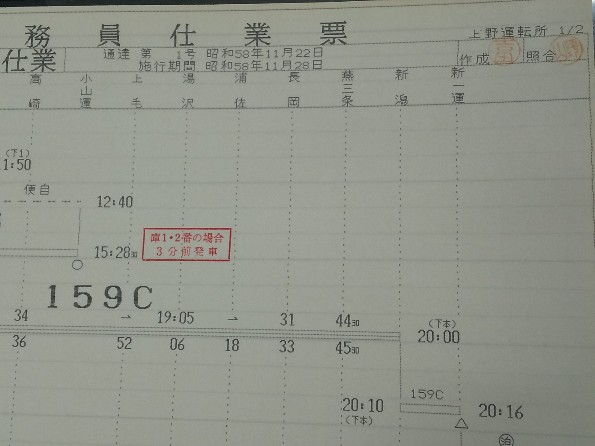 務員仕業票
上野運転所 1/2
仕業
通達 第 1号 昭和58年11月22日
施行期間 昭和58年11月28日
作成 照合
高崎 小山運 上毛 湯沢 浦佐 長岡 燕三条 新潟 新一運
(下1)
1:50
便自
12:40
15:28 30
庫1・2番の場合
3分前発車
159C
34 → 19:05 → 31 44 30
(下本)
20:00
36 52 06 18 33 45 30
159C
20:10
(下本)
20:16